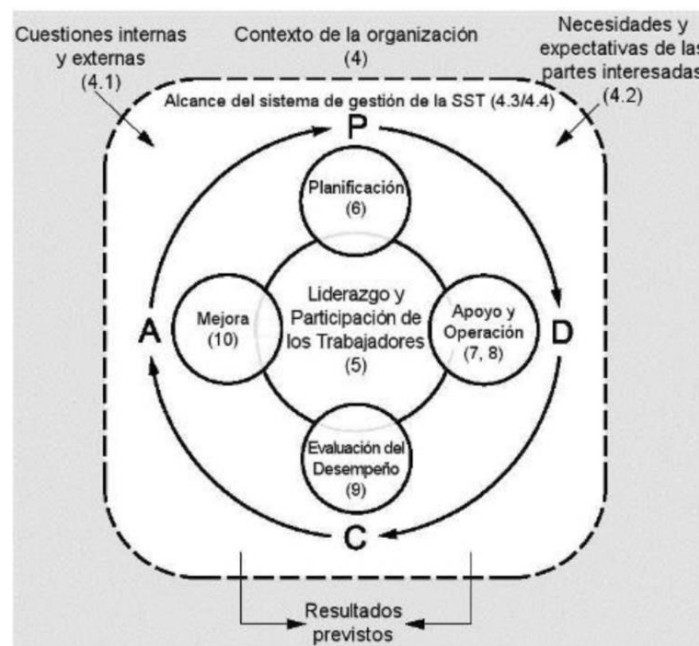 Cuestiones internas
y externas
(4.1)
Contexto de la organización
(4)
Necesidades y
expectativas de las
partes interesadas
(4.2)
Alcance del sistema de gestión de la SST (4.3/4.4)
P
Planificación
(6)
A
Mejora
(10)
Liderazgo y
Participación de
los Trabajadores
(5)
Apoyo y
Operación
(7, 8)
D
Evaluación del
Desempeño
(9)
C
Resultados
previstos